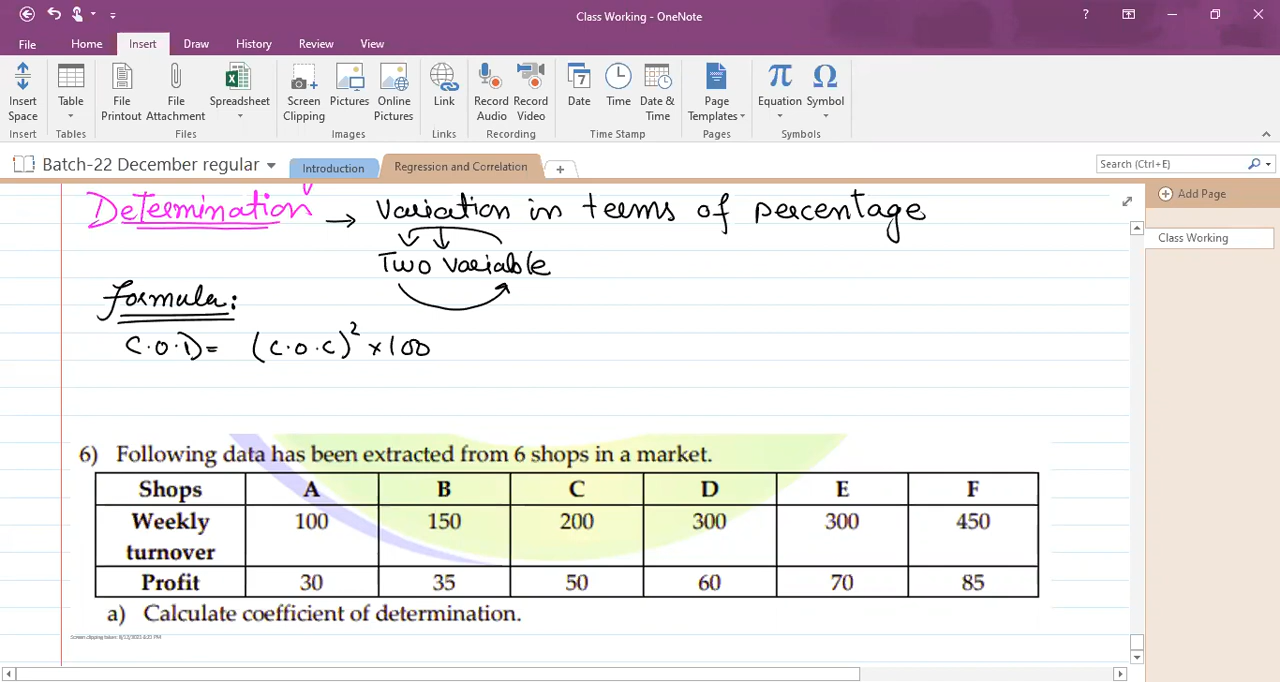 Class Working - OneNote
?
File Home Insert Draw History Review View
Insert Space
Table
File Printout
File Attachment
Spreadsheet
Screen Clipping
Pictures
Online Pictures
Link
Record Audio
Record Video
Date
Time
Date & Time
Page Templates
Equation
Symbol
Insert Tables Files Images Links Recording Time Stamp Pages Symbols
Batch-22 December regular Introduction Regression and Correlation + Search (Ctrl+E)
Add Page
Class Working
Determination → Variation in terms of percentage
Two Variable
formula:
C.O.D = (C.O.C)² × 100
6) Following data has been extracted from 6 shops in a market.
Shops A B C D E F
Weekly turnover 100 150 200 300 300 450
Profit 30 35 50 60 70 85
a) Calculate coefficient of determination.